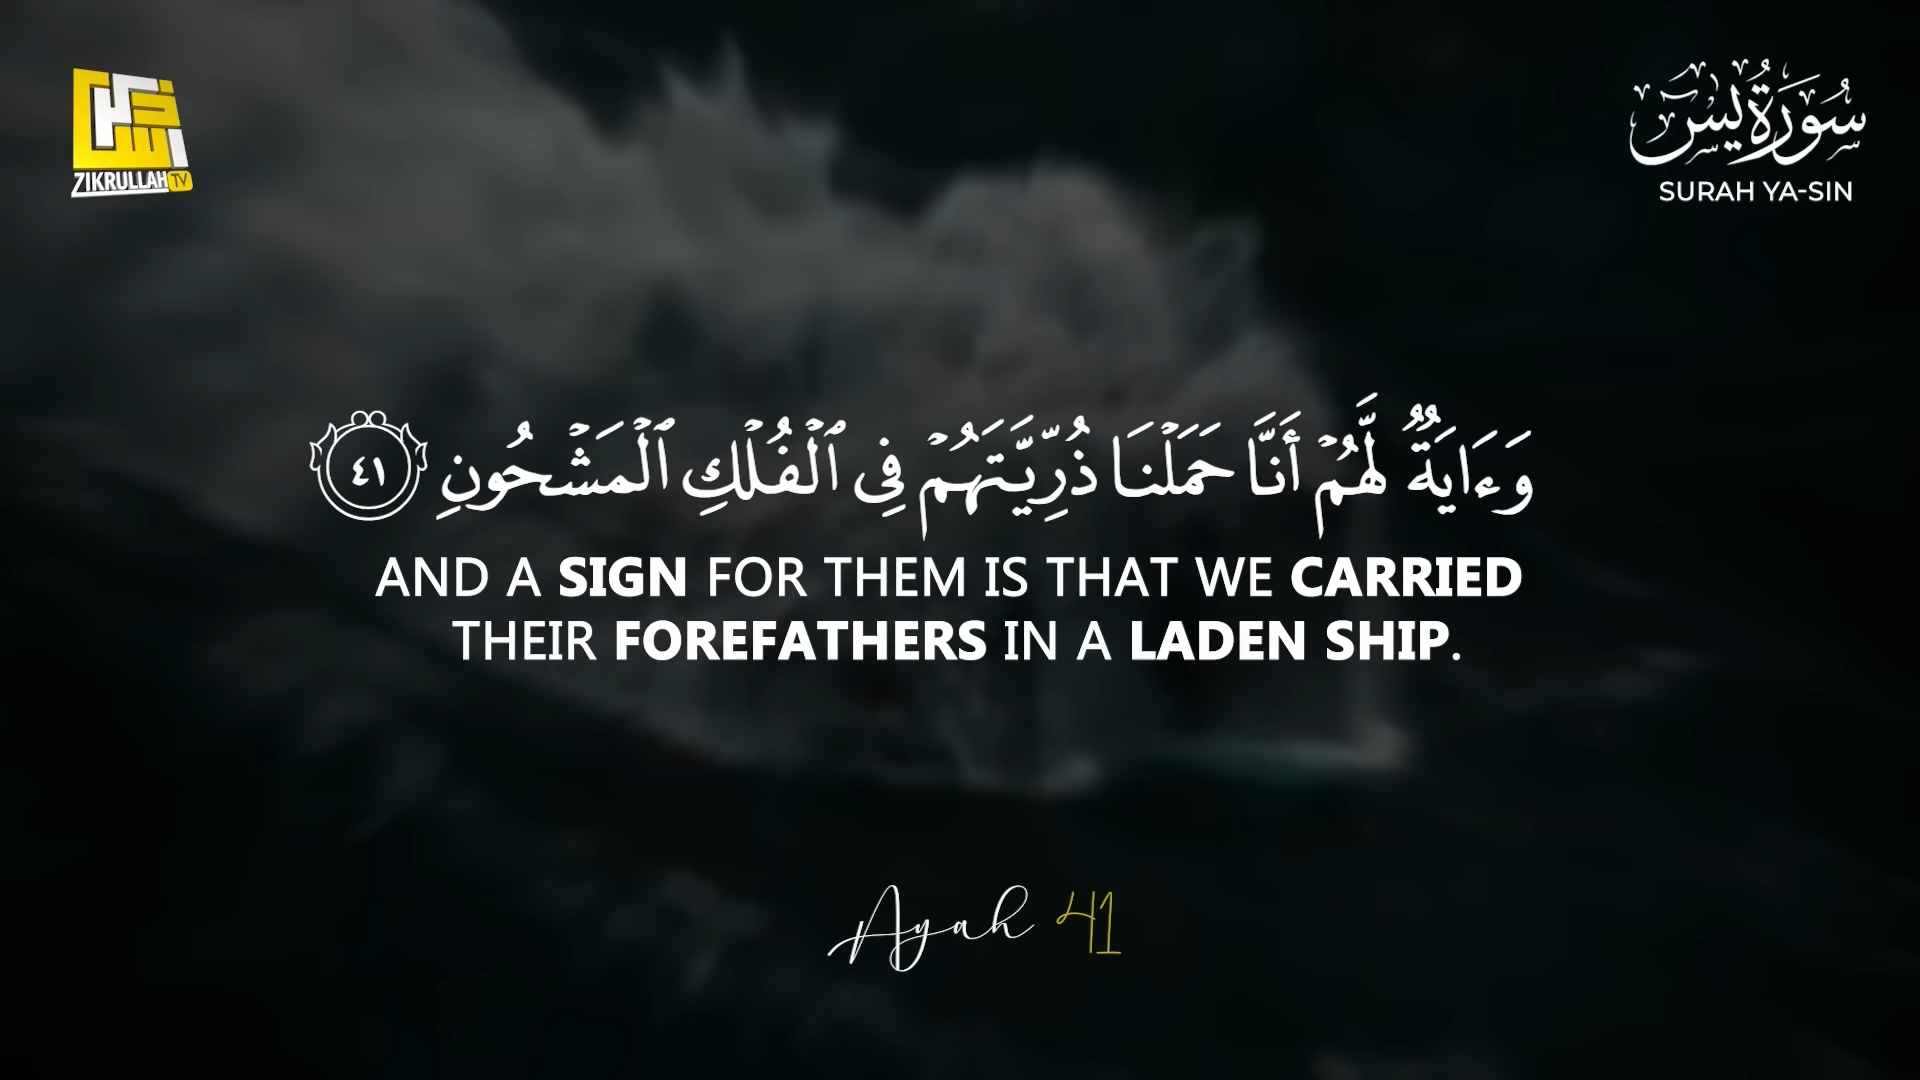 ZIKRULLAH TV
سُورَةُ يسٓ
SURAH YA-SIN
وَءَايَةٌ لَّهُمْ أَنَّا حَمَلْنَا ذُرِّيَّتَهُمْ فِى ٱلْفُلْكِ ٱلْمَشْحُونِ ٤١
AND A SIGN FOR THEM IS THAT WE CARRIED
THEIR FOREFATHERS IN A LADEN SHIP.
Ayah 41